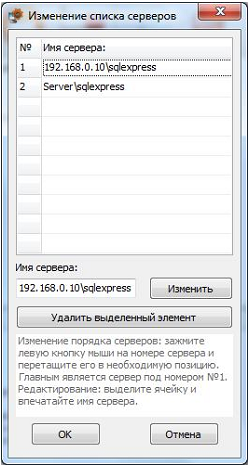 Изменение списка серверов
№ Имя сервера:
1 192.168.0.10\sqlexpress
2 Server\sqlexpress
Имя сервера:
192.168.0.10\sqlexpress Изменить
Удалить выделенный элемент
Изменение порядка серверов: зажмите
левую кнопку мыши на номере сервера и
перетащите его в необходимую позицию.
Главным является сервер под номером №1.
Редактирование: выделите ячейку и
впечатайте имя сервера.
OK Отмена